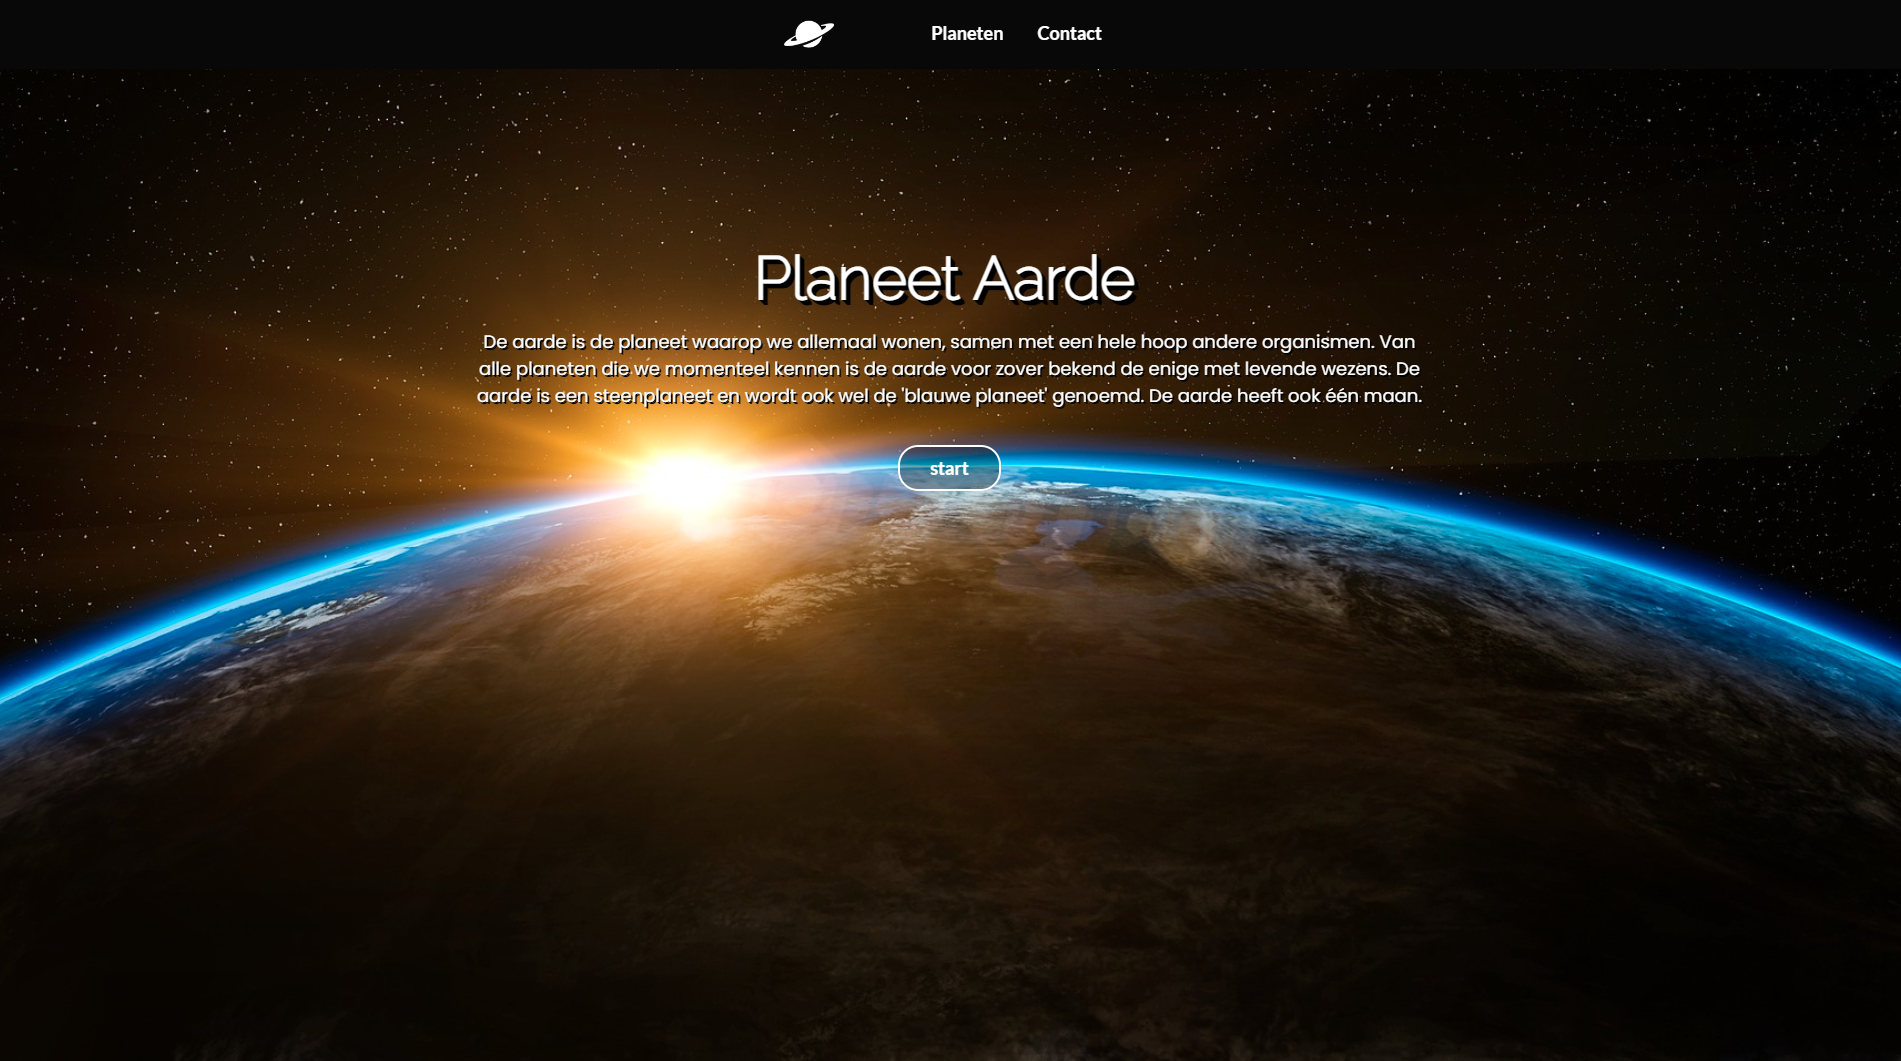 Planeten Contact
Planeet Aarde
De aarde is de planeet waarop we allemaal wonen, samen met een hele hoop andere organismen. Van
alle planeten die we momenteel kennen is de aarde voor zover bekend de enige met levende wezens. De
aarde is een steenplaneet en wordt ook wel de 'blauwe planeet' genoemd. De aarde heeft ook één maan.
start